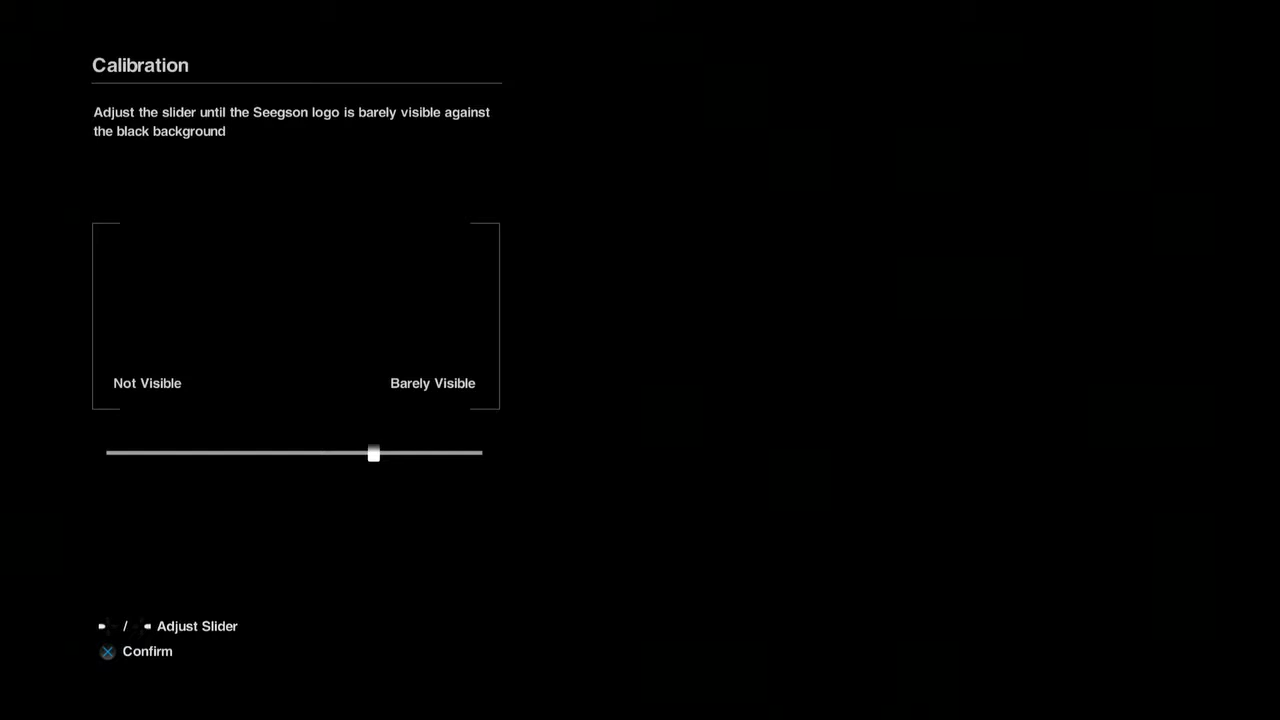 Calibration
Adjust the slider until the Seegson logo is barely visible against
the black background
Not Visible
Barely Visible
/ Adjust Slider
Confirm